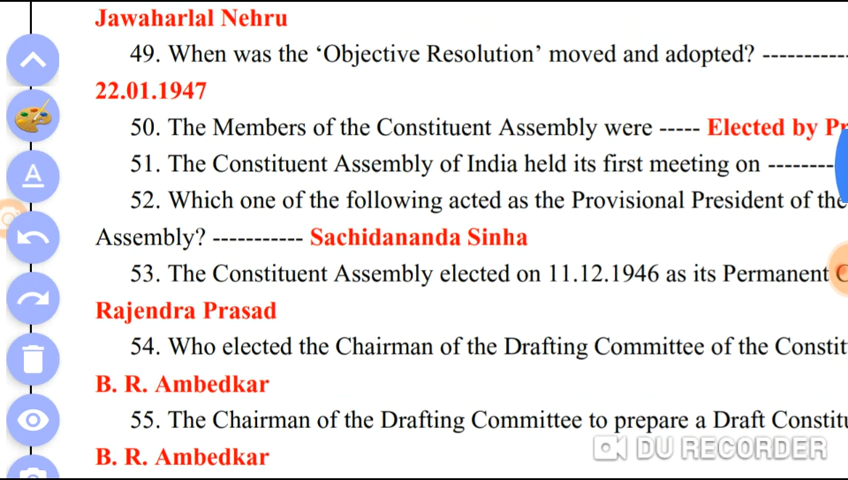 Jawaharlal Nehru
49. When was the ‘Objective Resolution’ moved and adopted? -----------
22.01.1947
50. The Members of the Constituent Assembly were ----- Elected by
51. The Constituent Assembly of India held its first meeting on --------
52. Which one of the following acted as the Provisional President of the
Assembly? ----------- Sachidananda Sinha
53. The Constituent Assembly elected on 11.12.1946 as its Permanent
Rajendra Prasad
54. Who elected the Chairman of the Drafting Committee of the
B. R. Ambedkar
55. The Chairman of the Drafting Committee to prepare a Draft
B. R. Ambedkar
A
DU RECORDER